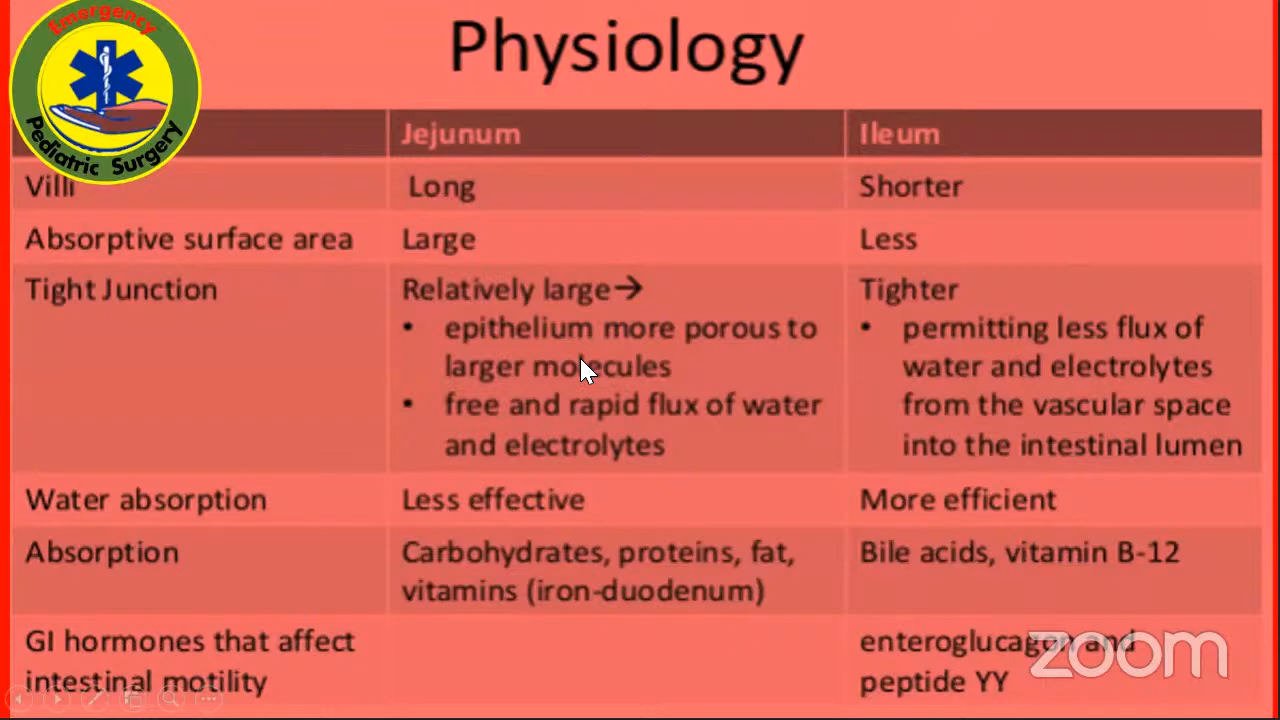 Emergency
Pediatric Surgery
Physiology
Jejunum Ileum
Villi Long Shorter
Absorptive surface area Large Less
Tight Junction Relatively large→ Tighter
• epithelium more porous to • permitting less flux of
larger molecules water and electrolytes
• free and rapid flux of water from the vascular space
and electrolytes into the intestinal lumen
Water absorption Less effective More efficient
Absorption Carbohydrates, proteins, fat, Bile acids, vitamin B-12
vitamins (iron-duodenum)
GI hormones that affect enteroglucagon and
intestinal motility peptide YY
zoom